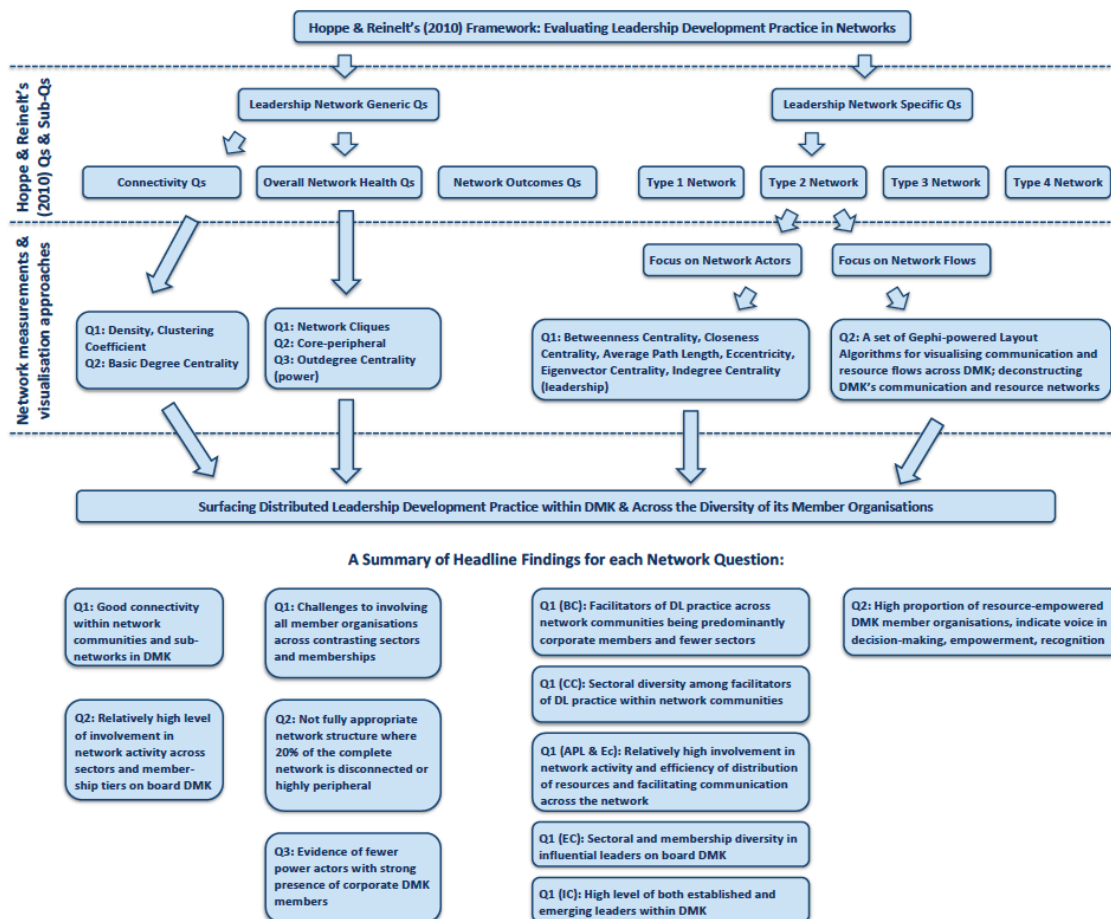 Hoppe & Reinelt's (2010) Framework: Evaluating Leadership Development Practice in Networks
Hoppe & Reinelt's
(2010) Qs & Sub-Qs
Leadership Network Generic Qs
Leadership Network Specific Qs
Connectivity Qs
Overall Network Health Qs
Network Outcomes Qs
Type 1 Network
Type 2 Network
Type 3 Network
Type 4 Network
Network measurements &
visualisation approaches
Focus on Network Actors
Focus on Network Flows
Q1: Density, Clustering
Coefficient
Q2: Basic Degree Centrality
Q1: Network Cliques
Q2: Core-peripheral
Q3: Outdegree Centrality
(power)
Q1: Betweenness Centrality, Closeness
Centrality, Average Path Length, Eccentricity,
Eigenvector Centrality, Indegree Centrality
(leadership)
Q2: A set of Gephi-powered Layout
Algorithms for visualising communication and
resource flows across DMK; deconstructing
DMK's communication and resource networks
Surfacing Distributed Leadership Development Practice within DMK & Across the Diversity of its Member Organisations
A Summary of Headline Findings for each Network Question:
Q1: Good connectivity
within network
communities and sub-
networks in DMK
Q2: Relatively high level
of involvement in
network activity across
sectors and member-
ship tiers on board DMK
Q1: Challenges to involving
all member organisations
across contrasting sectors
and memberships
Q2: Not fully appropriate
network structure where
20% of the complete
network is disconnected or
highly peripheral
Q3: Evidence of fewer
power actors with strong
presence of corporate DMK
members
Q1 (BC): Facilitators of DL practice across
network communities being predominantly
corporate members and fewer sectors
Q1 (CC): Sectoral diversity among facilitators
of DL practice within network communities
Q1 (APL & Ec): Relatively high involvement in
network activity and efficiency of distribution
of resources and facilitating communication
across the network
Q1 (EC): Sectoral and membership diversity in
influential leaders on board DMK
Q1 (IC): High level of both established and
emerging leaders within DMK
Q2: High proportion of resource-empowered
DMK member organisations, indicate voice in
decision-making, empowerment, recognition